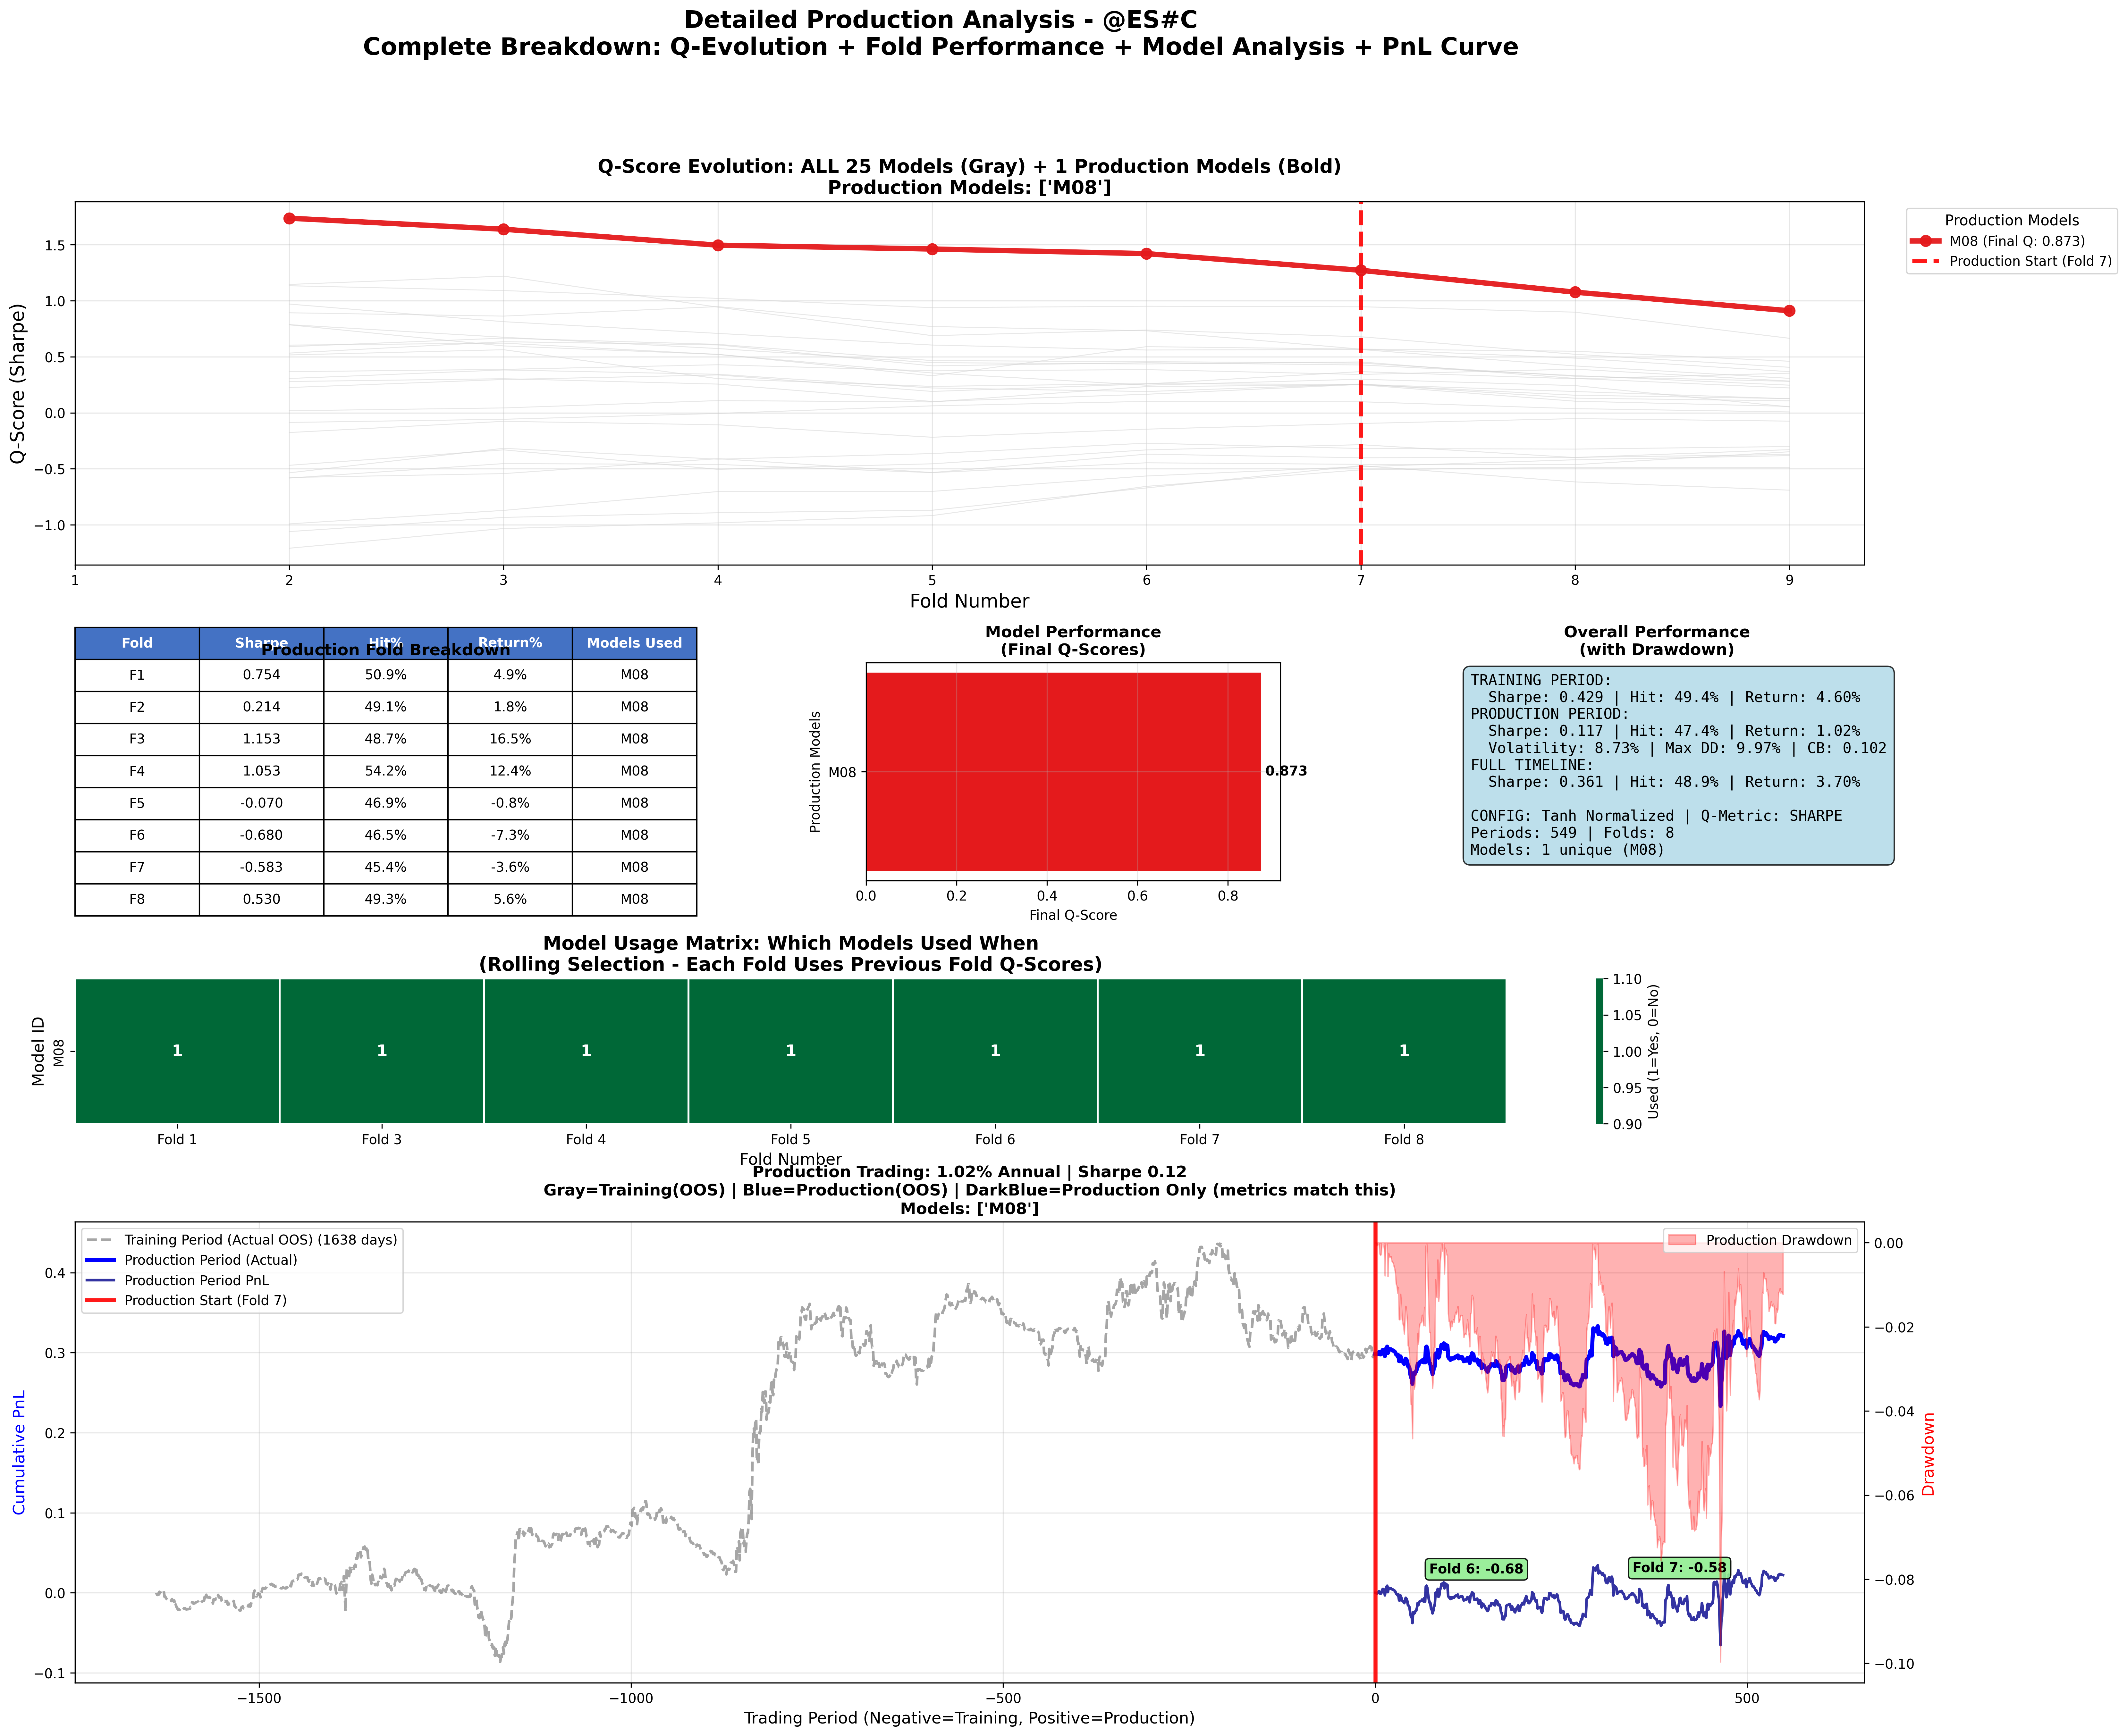 Detailed Production Analysis - @ES#C
Complete Breakdown: Q-Evolution + Fold Performance + Model Analysis + PnL Curve
Q-Score Evolution: ALL 25 Models (Gray) + 1 Production Models (Bold)
Production Models: ['M08']
Q-Score (Sharpe)
1.5
1.0
0.5
0.0
−0.5
−1.0
1 2 3 4 5 6 7 8 9
Fold Number
Production Models
M08 (Final Q: 0.873)
Production Start (Fold 7)
Production Fold Breakdown
Fold Sharpe Hit% Return% Models Used
F1 0.754 50.9% 4.9% M08
F2 0.214 49.1% 1.8% M08
F3 1.153 48.7% 16.5% M08
F4 1.053 54.2% 12.4% M08
F5 -0.070 46.9% -0.8% M08
F6 -0.680 46.5% -7.3% M08
F7 -0.583 45.4% -3.6% M08
F8 0.530 49.3% 5.6% M08
Model Performance
(Final Q-Scores)
Production Models
M08
0.873
0.0 0.2 0.4 0.6 0.8
Final Q-Score
Overall Performance
(with Drawdown)
TRAINING PERIOD:
Sharpe: 0.429 | Hit: 49.4% | Return: 4.60%
PRODUCTION PERIOD:
Sharpe: 0.117 | Hit: 47.4% | Return: 1.02%
Volatility: 8.73% | Max DD: 9.97% | CB: 0.102
FULL TIMELINE:
Sharpe: 0.361 | Hit: 48.9% | Return: 3.70%
CONFIG: Tanh Normalized | Q-Metric: SHARPE
Periods: 549 | Folds: 8
Models: 1 unique (M08)
Model Usage Matrix: Which Models Used When
(Rolling Selection - Each Fold Uses Previous Fold Q-Scores)
Model ID
M08
1 1 1 1 1 1 1
Fold 1 Fold 3 Fold 4 Fold 5 Fold 6 Fold 7 Fold 8
Fold Number
1.10
1.05
1.00
0.95
0.90
Used (1=Yes, 0=No)
Production Trading: 1.02% Annual | Sharpe 0.12
Gray=Training(OOS) | Blue=Production(OOS) | DarkBlue=Production Only (metrics match this)
Models: ['M08']
Training Period (Actual OOS) (1638 days)
Production Period (Actual)
Production Period PnL
Production Start (Fold 7)
Production Drawdown
Cumulative PnL
0.4
0.3
0.2
0.1
0.0
−0.1
Fold 6: -0.68
Fold 7: -0.58
0.00
−0.02
−0.04
−0.06
−0.08
−0.10
Drawdown
−1500 −1000 −500 0 500
Trading Period (Negative=Training, Positive=Production)